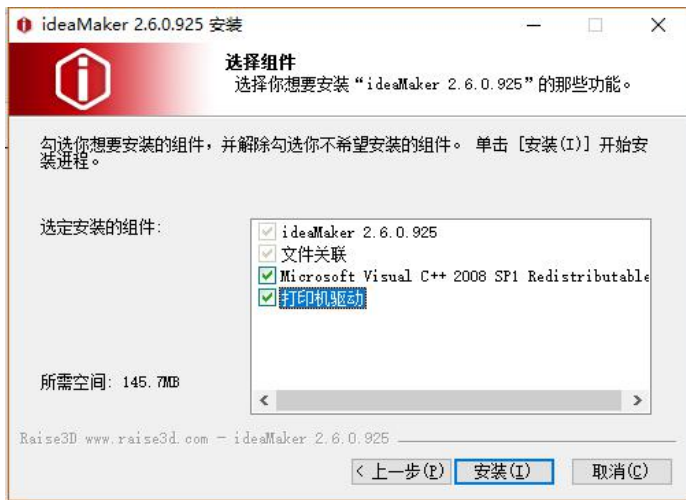 ideaMaker 2.6.0.925 安装
选择组件
选择你想要安装“ideaMaker 2.6.0.925”的那些功能。
勾选你想要安装的组件，并解除勾选你不希望安装的组件。 单击 [安装(I)] 开始安
装进程。
选定安装的组件:
ideaMaker 2.6.0.925
文件关联
Microsoft Visual C++ 2008 SP1 Redistributable
打印机驱动
所需空间: 145.7MB
Raise3D www.raise3d.com - ideaMaker 2.6.0.925
< 上一步(P) 安装(I) 取消(C)